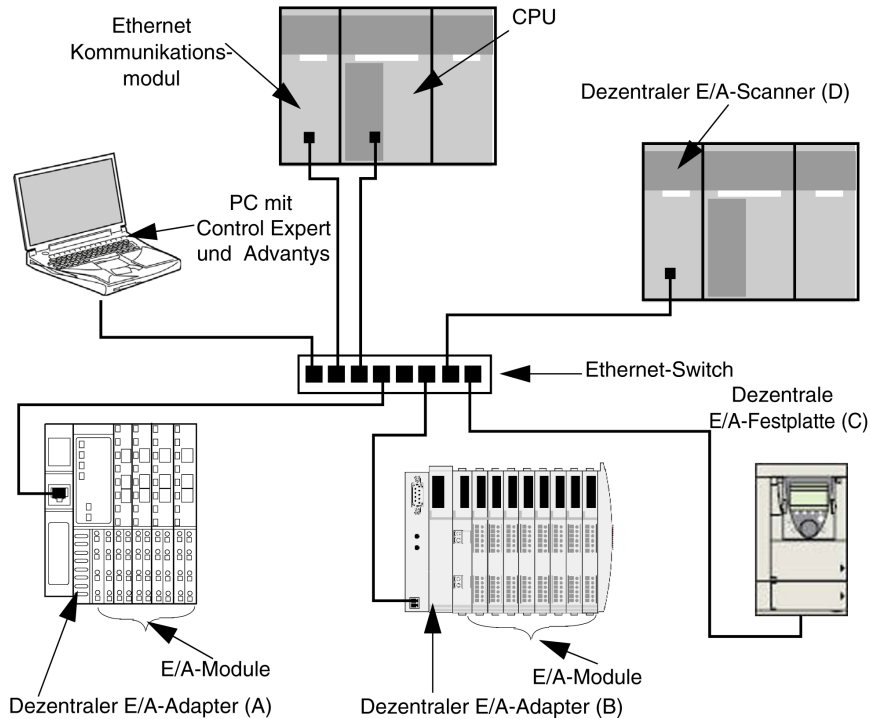 Ethernet
Kommunikations-
modul
CPU
Dezentraler E/A-Scanner (D)
PC mit
Control Expert
und Advantys
Ethernet-Switch
Dezentrale
E/A-Festplatte (C)
E/A-Module
Dezentraler E/A-Adapter (A)
E/A-Module
Dezentraler E/A-Adapter (B)